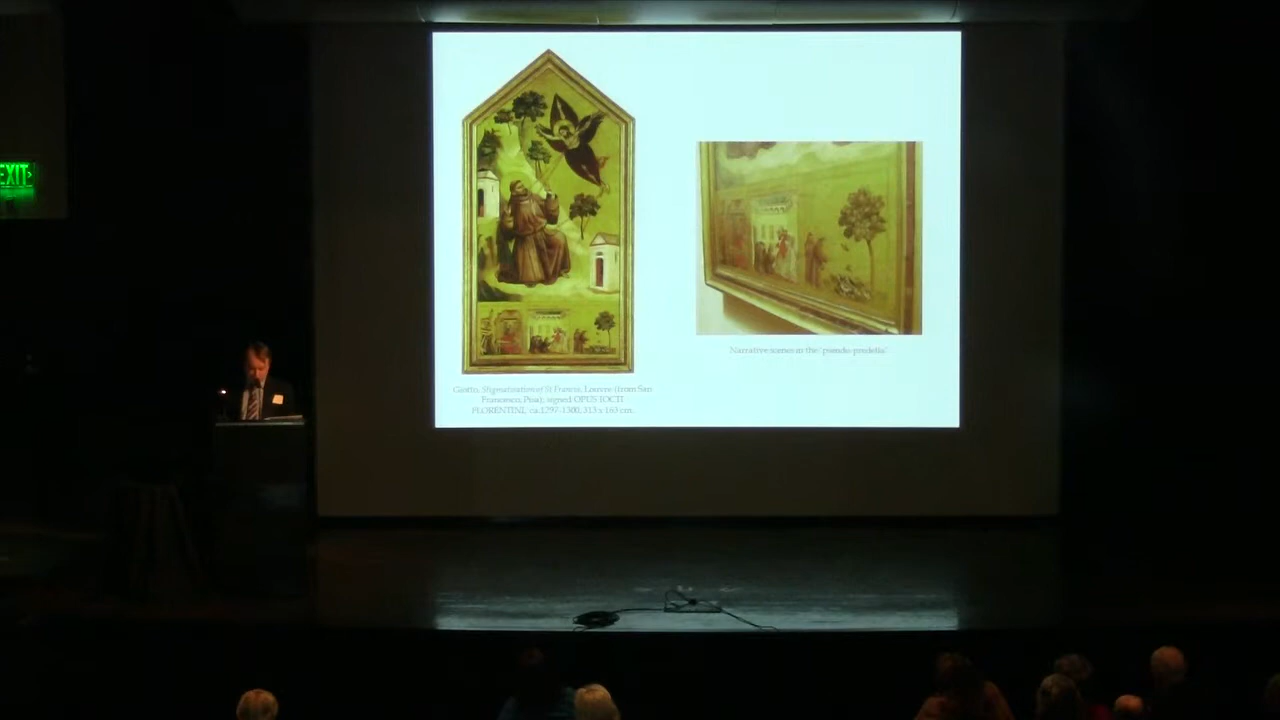 EXIT
Giotto, Stigmatization of St Francis, Louvre (from San
Francesco, Pisa); signed OPUS IOCTI
FLORENTINI, ca.1297-1300, 313 x 163 cm.
Narrative scenes in the 'pseudo-predella'